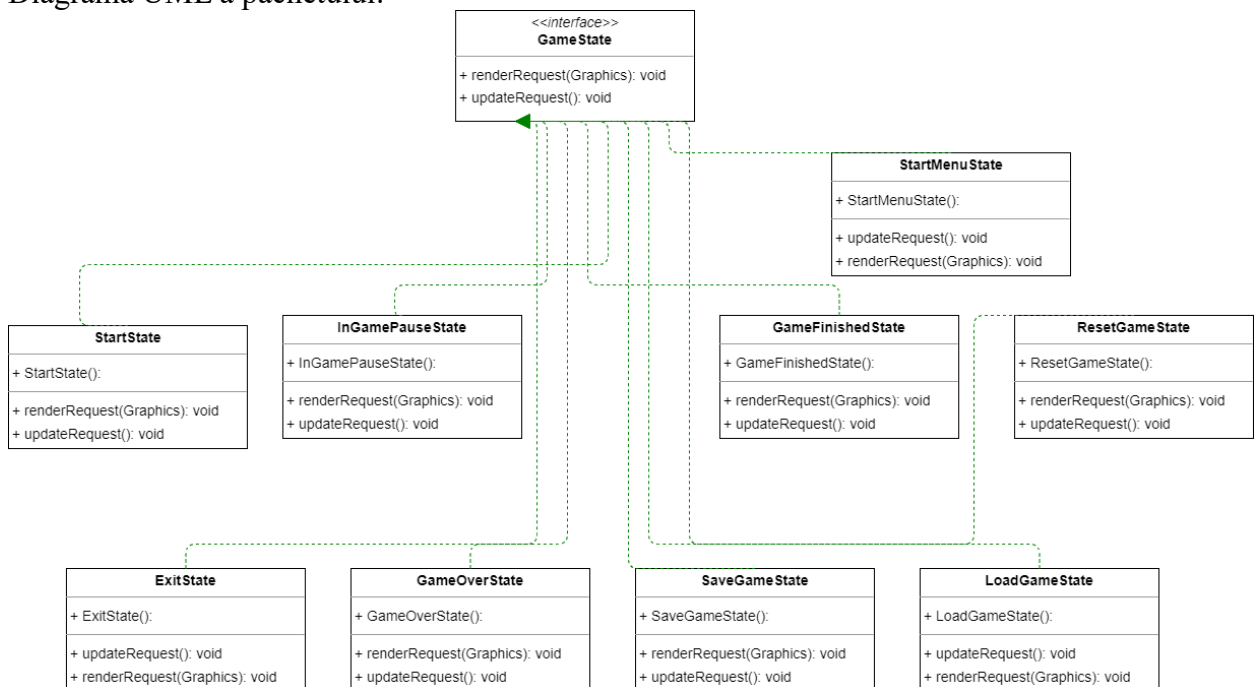 Diagrama UML a pachetului:
<<interface>>
GameState
+ renderRequest(Graphics): void
+ updateRequest(): void
StartMenuState
+ StartMenuState():
+ updateRequest(): void
+ renderRequest(Graphics): void
StartState
+ StartState():
+ renderRequest(Graphics): void
+ updateRequest(): void
InGamePauseState
+ InGamePauseState():
+ renderRequest(Graphics): void
+ updateRequest(): void
GameFinishedState
+ GameFinishedState():
+ renderRequest(Graphics): void
+ updateRequest(): void
ResetGameState
+ ResetGameState():
+ renderRequest(Graphics): void
+ updateRequest(): void
ExitState
+ ExitState():
+ updateRequest(): void
+ renderRequest(Graphics): void
GameOverState
+ GameOverState():
+ renderRequest(Graphics): void
+ updateRequest(): void
SaveGameState
+ SaveGameState():
+ renderRequest(Graphics): void
+ updateRequest(): void
LoadGameState
+ LoadGameState():
+ updateRequest(): void
+ renderRequest(Graphics): void